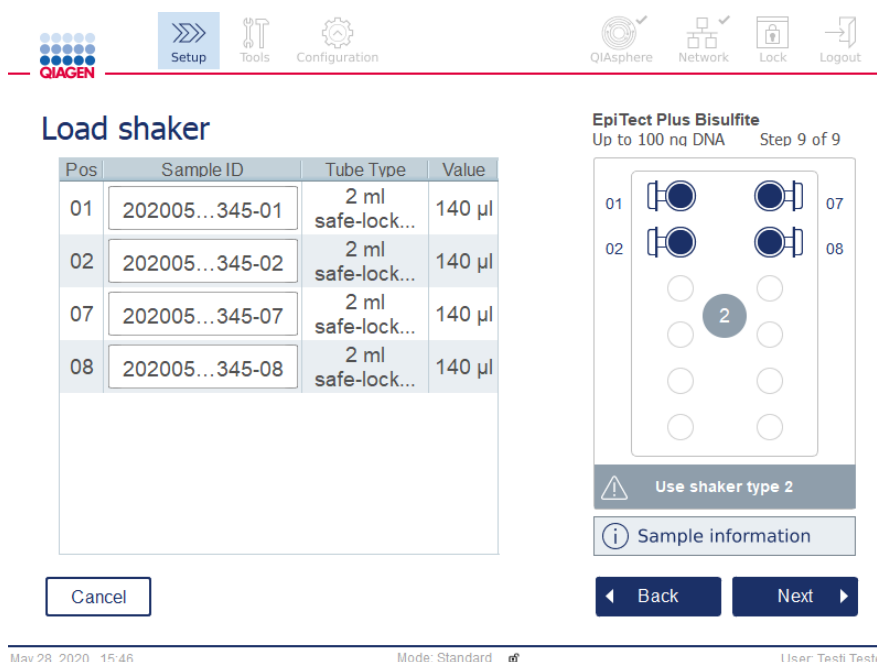 QIAGEN
Setup
Tools
Configuration
QIAsphere
Network
Lock
Logout
Load shaker
Pos Sample ID Tube Type Value
01 202005...345-01 2 ml safe-lock... 140 µl
02 202005...345-02 2 ml safe-lock... 140 µl
07 202005...345-07 2 ml safe-lock... 140 µl
08 202005...345-08 2 ml safe-lock... 140 µl
EpiTect Plus Bisulfite
Up to 100 ng DNA Step 9 of 9
01 07
02 08
2
Use shaker type 2
Sample information
Cancel
Back
Next
May 28, 2020 15:46
Mode: Standard
User: Testi